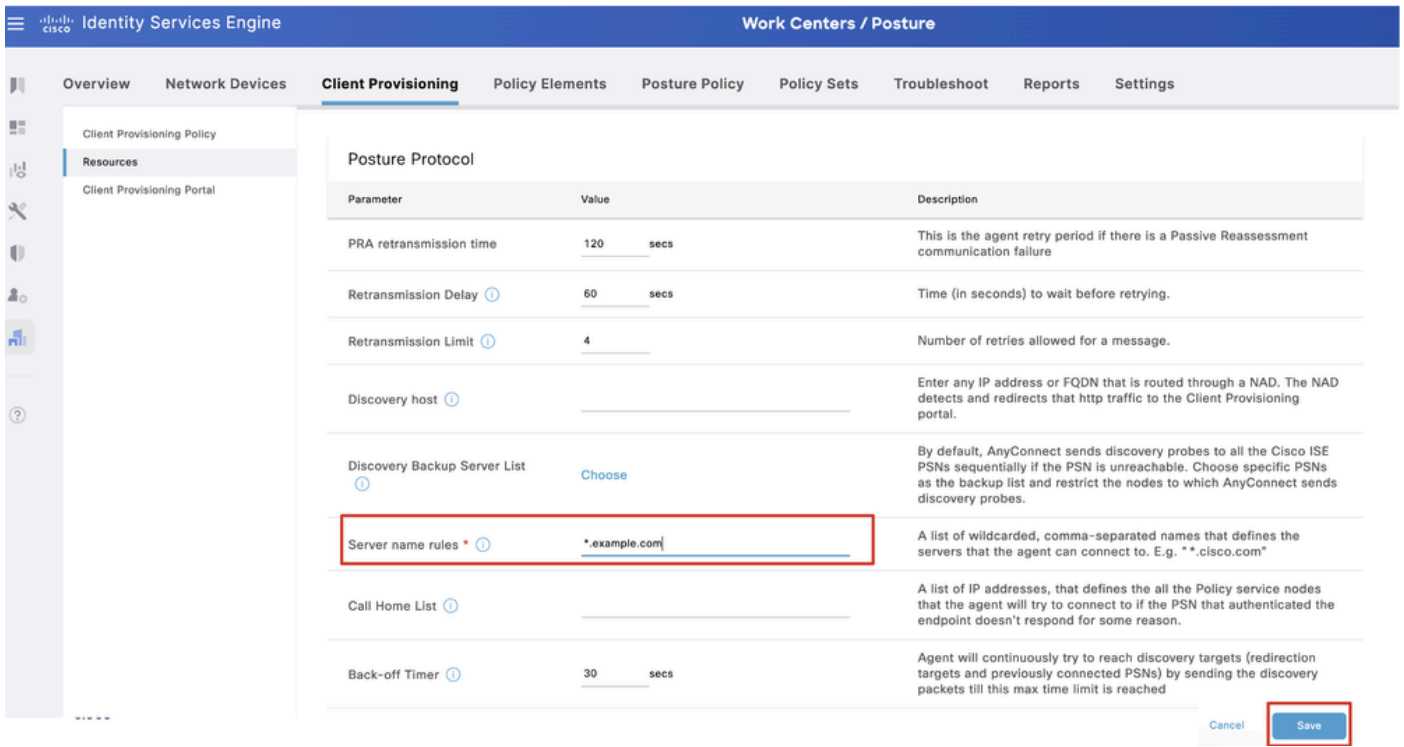 cisco Identity Services Engine
Work Centers / Posture
Overview Network Devices Client Provisioning Policy Elements Posture Policy Policy Sets Troubleshoot Reports Settings
Client Provisioning Policy
Resources
Client Provisioning Portal
Posture Protocol
Parameter Value Description
PRA retransmission time 120 secs
This is the agent retry period if there is a Passive Reassessment
communication failure
Retransmission Delay 60 secs Time (in seconds) to wait before retrying.
Retransmission Limit 4 Number of retries allowed for a message.
Discovery host
Enter any IP address or FQDN that is routed through a NAD. The NAD
detects and redirects that http traffic to the Client Provisioning
portal.
Discovery Backup Server List
Choose
By default, AnyConnect sends discovery probes to all the Cisco ISE
PSNs sequentially if the PSN is unreachable. Choose specific PSNs
as the backup list and restrict the nodes to which AnyConnect sends
discovery probes.
Server name rules * *.example.com
A list of wildcarded, comma-separated names that defines the
servers that the agent can connect to. E.g. "*.cisco.com"
Call Home List
A list of IP addresses, that defines the all the Policy service nodes
that the agent will try to connect to if the PSN that authenticated the
endpoint doesn't respond for some reason.
Back-off Timer 30 secs
Agent will continuously try to reach discovery targets (redirection
targets and previously connected PSNs) by sending the discovery
packets till this max time limit is reached
Cancel Save